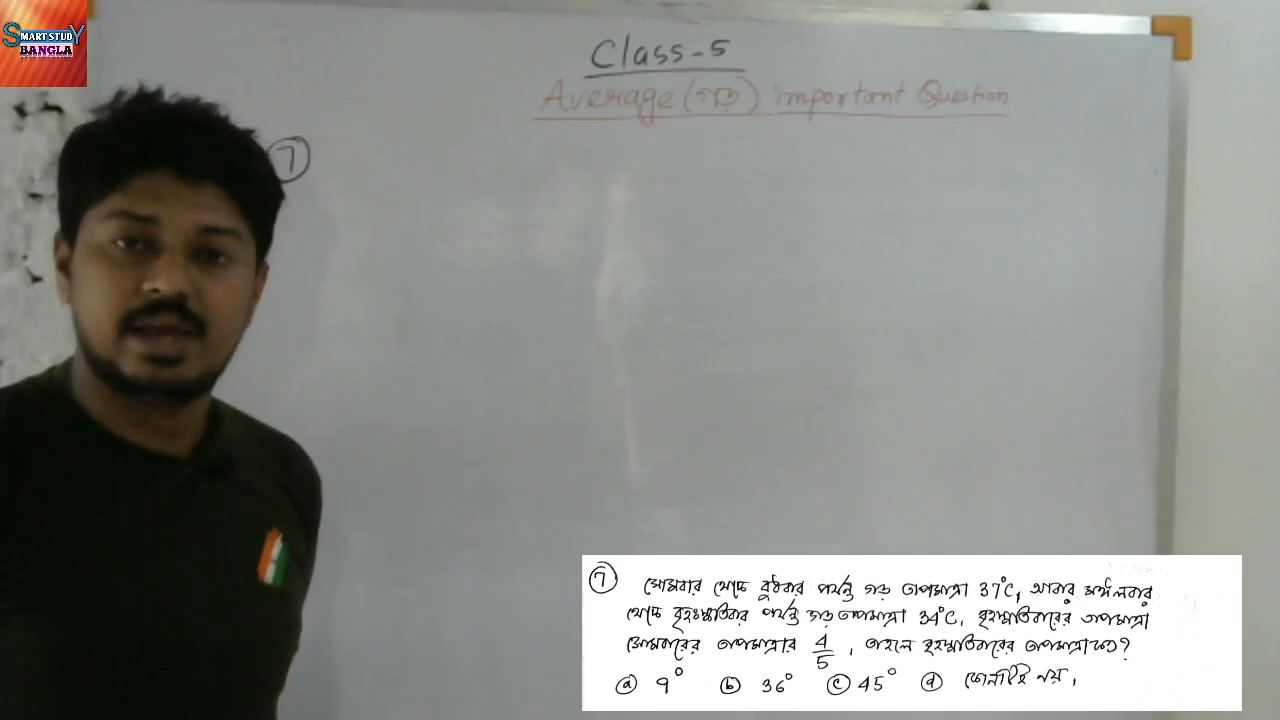 SMART STUDY
BANGLA
Class-5
Average (গড়) important Question
7
7 সোমবার থেকে বুধবার পর্যন্ত গড় তাপমাত্রা 37°C, আবার মঙ্গলবার
থেকে বৃহঃস্পতিবার পর্যন্ত গড় তাপমাত্রা 34°C, বৃহস্পতিবারের তাপমাত্রা
সোমবারের তাপমাত্রার 4/5, তাহলে বৃহস্পতিবারের তাপমাত্রা কত?
a 9° b 36° c 45° d কোনটিই নয়,